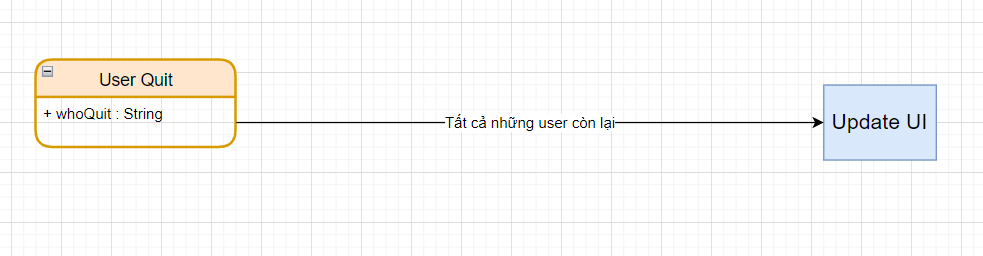 User Quit
+ whoQuit : String
Tất cả những user còn lại
Update UI